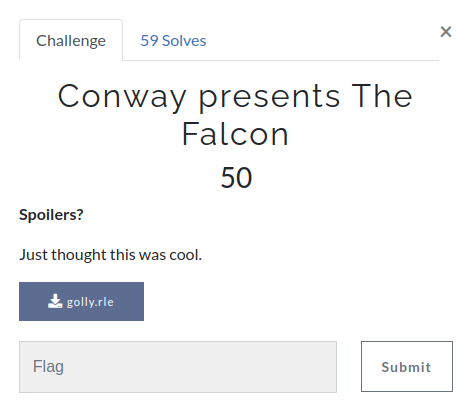 Challenge
59 Solves
×
Conway presents The
Falcon
50
Spoilers?
Just thought this was cool.
golly.rle
Flag
Submit